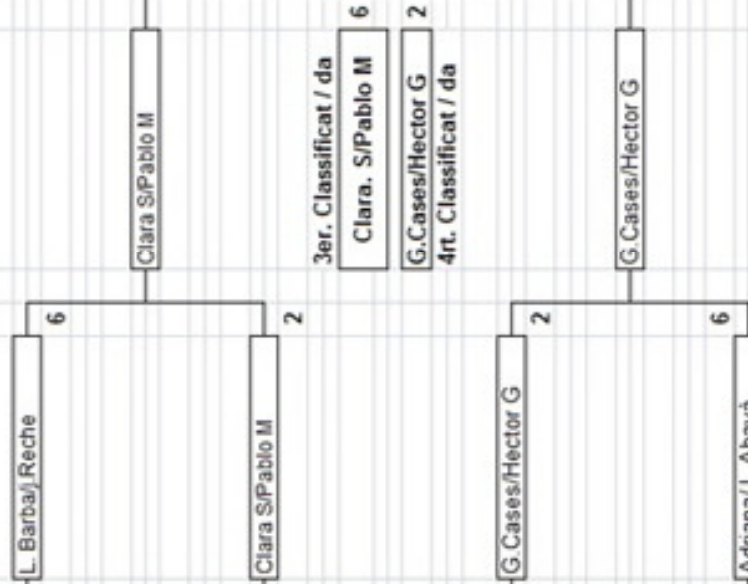 L. Barba/J.Reche
6
Clara S/Pablo M
2
Clara S/Pablo M
3er. Classificat / da
Clara. S/Pablo M
6
G.Cases/Hector G
2
4rt. Classificat / da
G.Cases/Hector G
2
G.Cases/Hector G
6
Adriana/